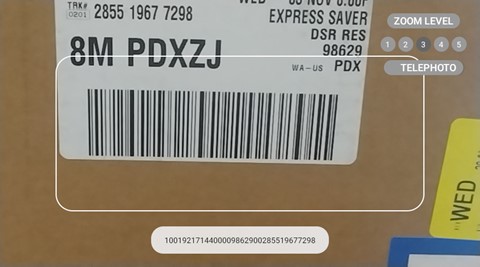 TRK#
0201
2855 1967 7298
EXPRESS SAVER
DSR RES
98629
WA-US PDX
8M PDXZJ
WED
ZOOM LEVEL
1 2 3 4 5
TELEPHOTO
1001921714400009862900285519677298